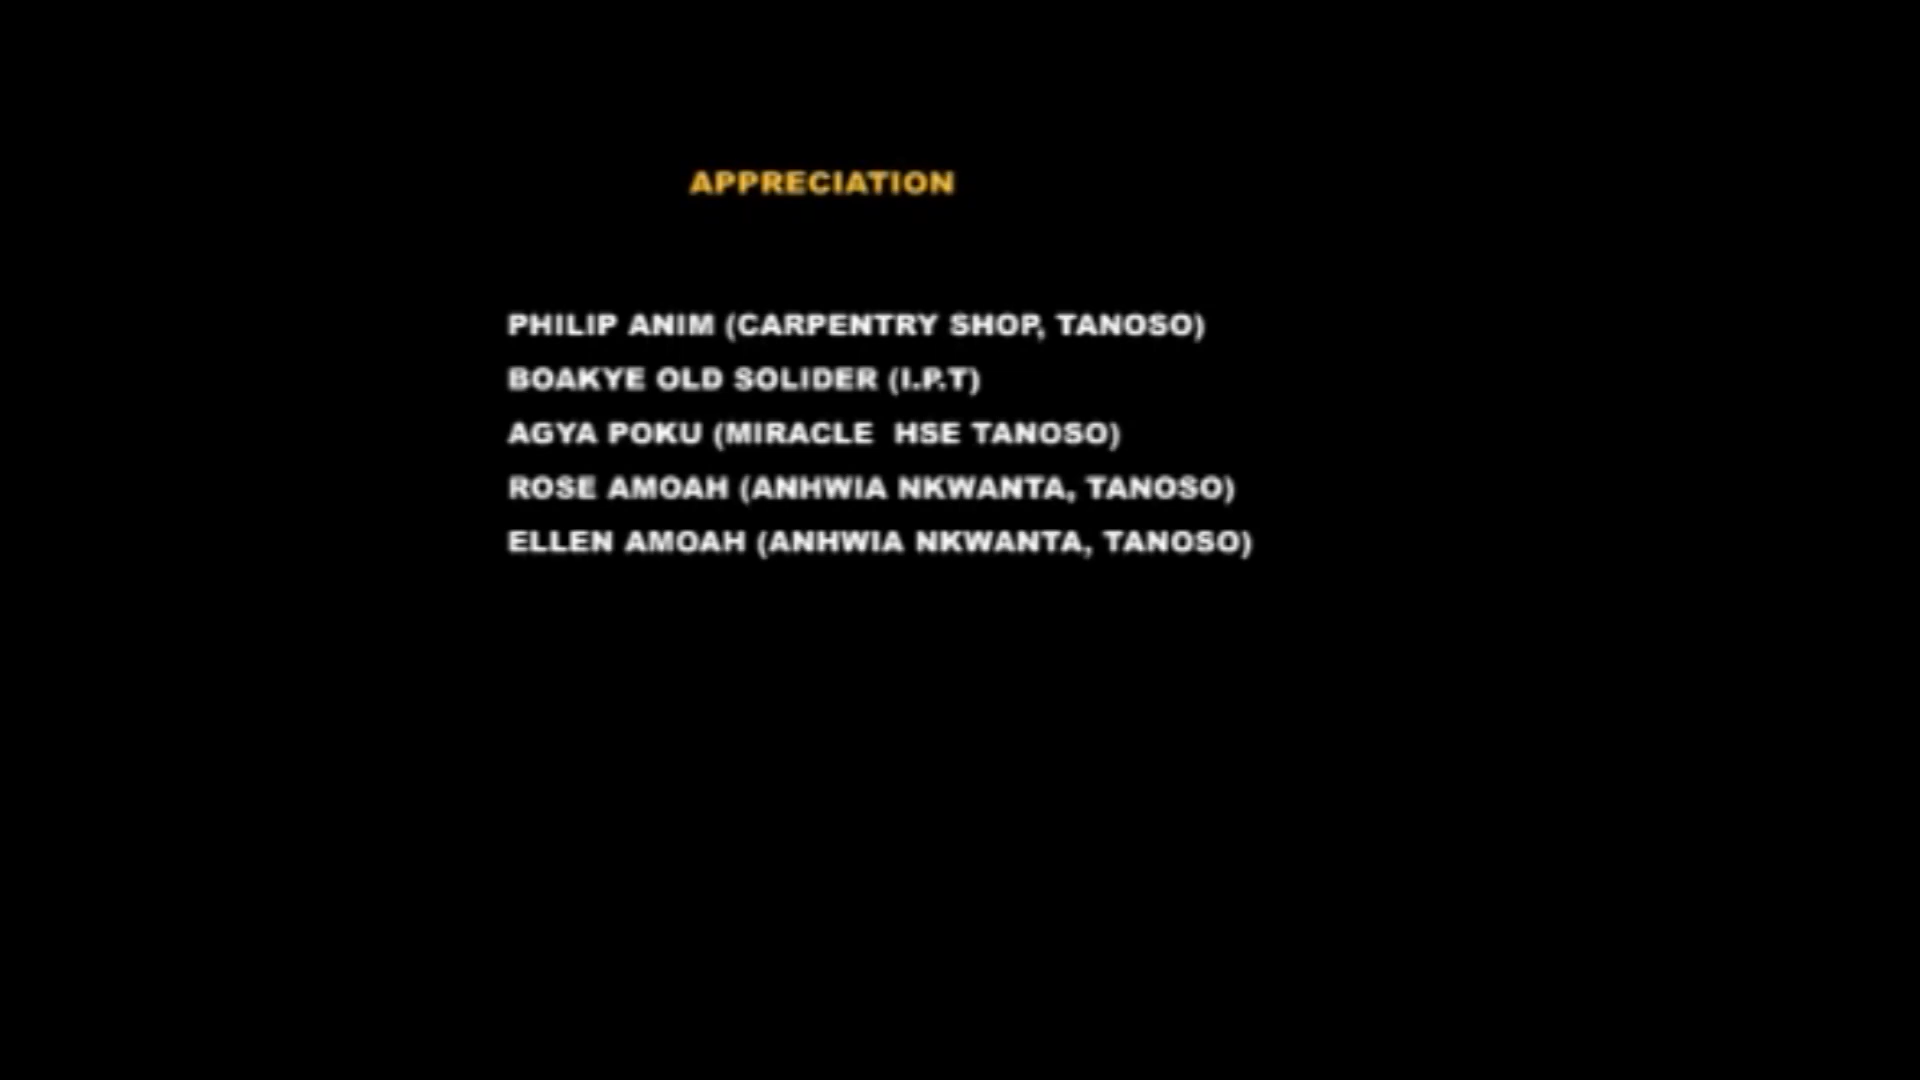 APPRECIATION
PHILIP ANIM (CARPENTRY SHOP, TANOSO)
BOAKYE OLD SOLIDER (I.P.T)
AGYA POKU (MIRACLE  HSE TANOSO)
ROSE AMOAH (ANHWIA NKWANTA, TANOSO)
ELLEN AMOAH (ANHWIA NKWANTA, TANOSO)